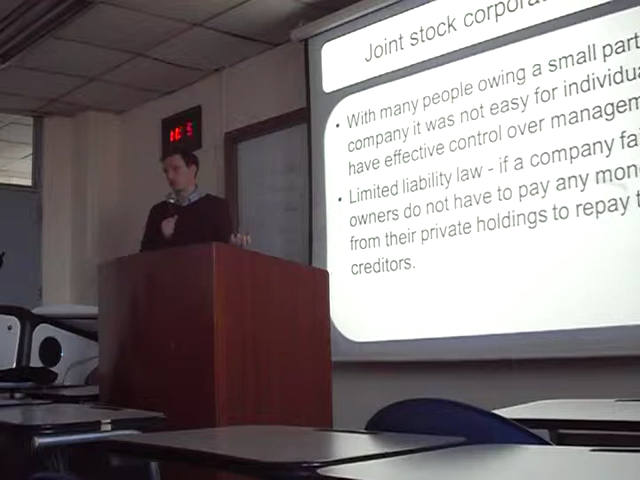 Joint stock corpora
• With many people owing a small part
company it was not easy for individua
have effective control over managem
• Limited liability law - if a company fa
owners do not have to pay any mon
from their private holdings to repay t
creditors.